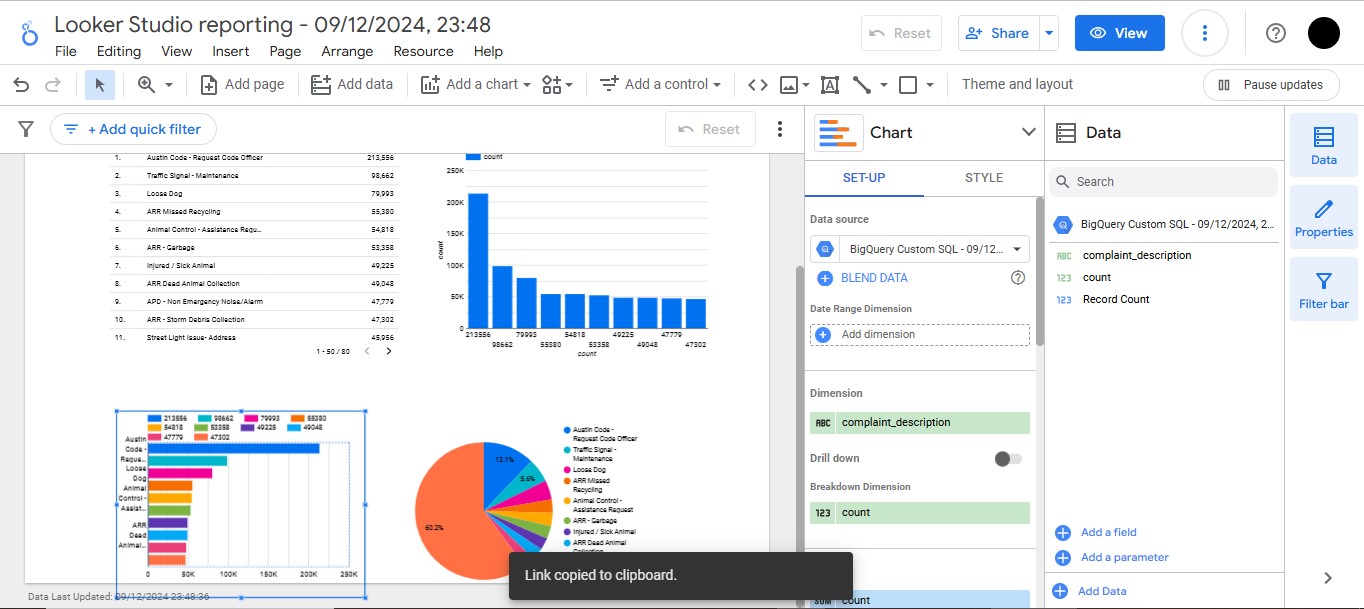 Looker Studio reporting - 09/12/2024, 23:48
File Editing View Insert Page Arrange Resource Help
Reset
Share
View
Add page
Add data
Add a chart
Add a control
Theme and layout
Pause updates
+ Add quick filter
Reset
1. Austin Code - Request Code Officer 213,556
2. Traffic Signal - Maintenance 98,662
3. Loose Dog 79,993
4. ARR Missed Recycling 55,380
5. Animal Control - Assistance Requ... 54,818
6. ARR - Garbage 53,358
7. Injured / Sick Animal 49,225
8. ARR Dead Animal Collection 49,048
9. APD - Non Emergency Noise/Alarm 47,779
10. ARR - Storm Debris Collection 47,302
11. Street Light Issue- Address 45,956
1 - 50 / 80
count
250K
200K
150K
100K
50K
0
count
213556 79993 54818 49225 47779
98662 55380 53358 49048 47302
count
213556 98662 79993 55380
54818 53358 49225 49048
47779 47302
Austin
Code -
Reque...
Loose
Dog
Animal
Control -
Assist...
ARR
Dead
Animal...
0 50K 100K 150K 200K 250K
12.1%
5.6%
60.2%
Austin Code -
Request Code Officer
Traffic Signal -
Maintenance
Loose Dog
ARR Missed
Recycling
Animal Control -
Assistance Request
ARR - Garbage
Injured / Sick Animal
ARR Dead Animal
Collection
Data Last Updated: 09/12/2024 23:48:36
Link copied to clipboard.
Chart
SET-UP
STYLE
Data source
BigQuery Custom SQL - 09/12...
BLEND DATA
Date Range Dimension
Add dimension
Dimension
ABC complaint_description
Drill down
Breakdown Dimension
123 count
SUM count
Data
Search
BigQuery Custom SQL - 09/12/2024, 2...
ABC complaint_description
123 count
123 Record Count
Add a field
Add a parameter
Add Data
Data
Properties
Filter bar